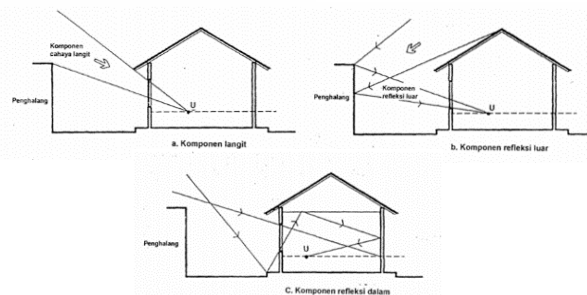 Komponen
cahaya langit
Penghalang
U
a. Komponen langit
Penghalang
Komponen
refleksi luar
U
b. Komponen refleksi luar
Penghalang
U
C. Komponen refleksi dalam